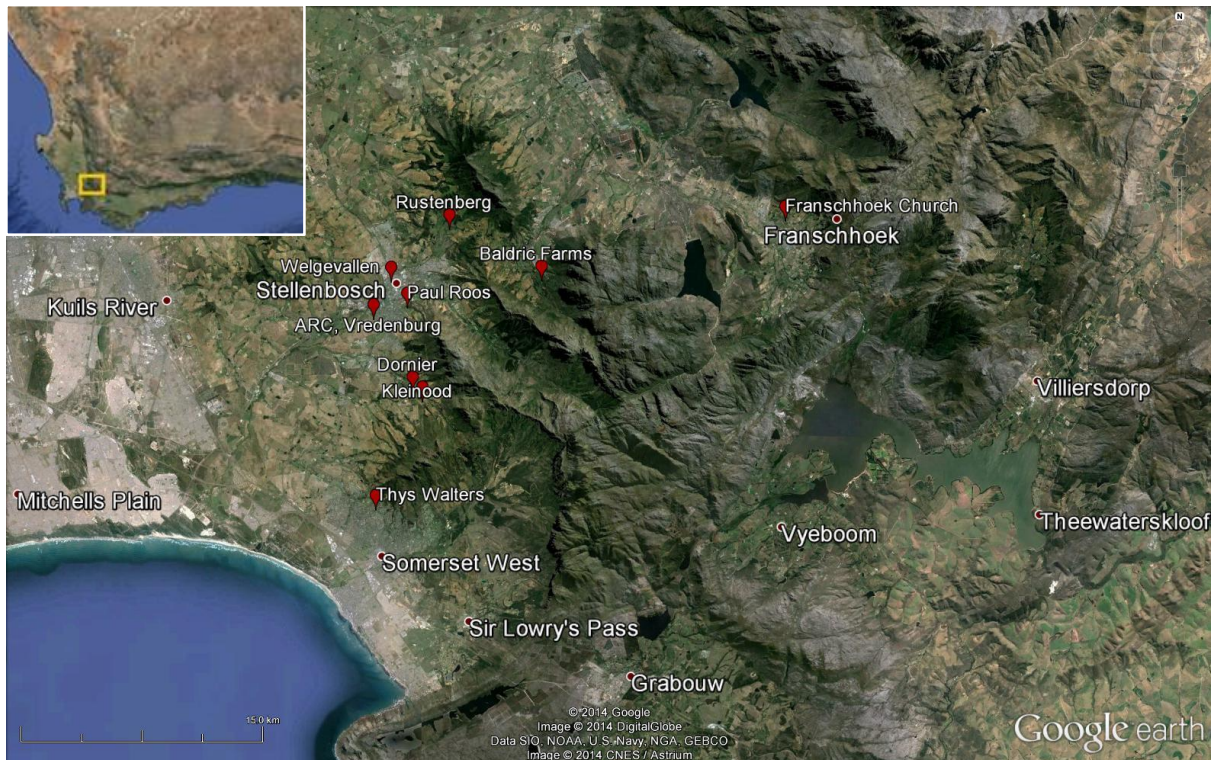 N
Rustenberg
Franschhoek Church
Franschhoek
Baldric Farms
Welgevallen
Stellenbosch
Paul Roos
Kuils River
ARC, Vredenburg
Dornier
Kleinood
Villiersdorp
Thys Walters
Mitchells Plain
Theewaterskloof
Vyeboom
Somerset West
Sir Lowry's Pass
Grabouw
15.0 km
© 2014 Google
Image © 2014 DigitalGlobe
Data SIO, NOAA, U.S. Navy, NGA, GEBCO
Image © 2014 CNES / Astrium
Google earth